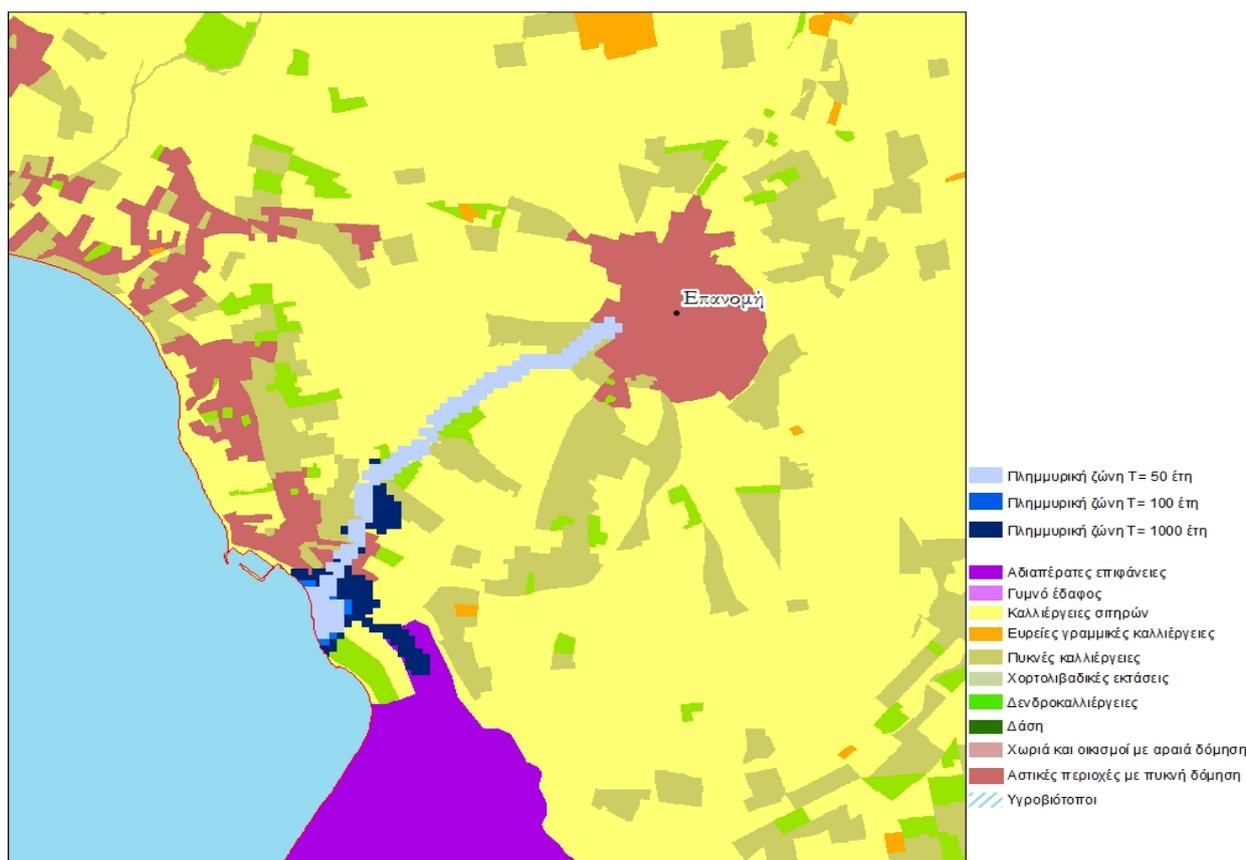 Επανομή
Πλημμυρική ζώνη T= 50 έτη
Πλημμυρική ζώνη T= 100 έτη
Πλημμυρική ζώνη T= 1000 έτη
Αδιαπέρατες επιφάνειες
Γυμνό έδαφος
Καλλιέργειες σιτηρών
Ευρείες γραμμικές καλλιέργειες
Πυκνές καλλιέργειες
Χορτολιβαδικές εκτάσεις
Δενδροκαλλιέργειες
Δάση
Χωριά και οικισμοί με αραιά δόμηση
Αστικές περιοχές με πυκνή δόμηση
Υγροβιότοποι